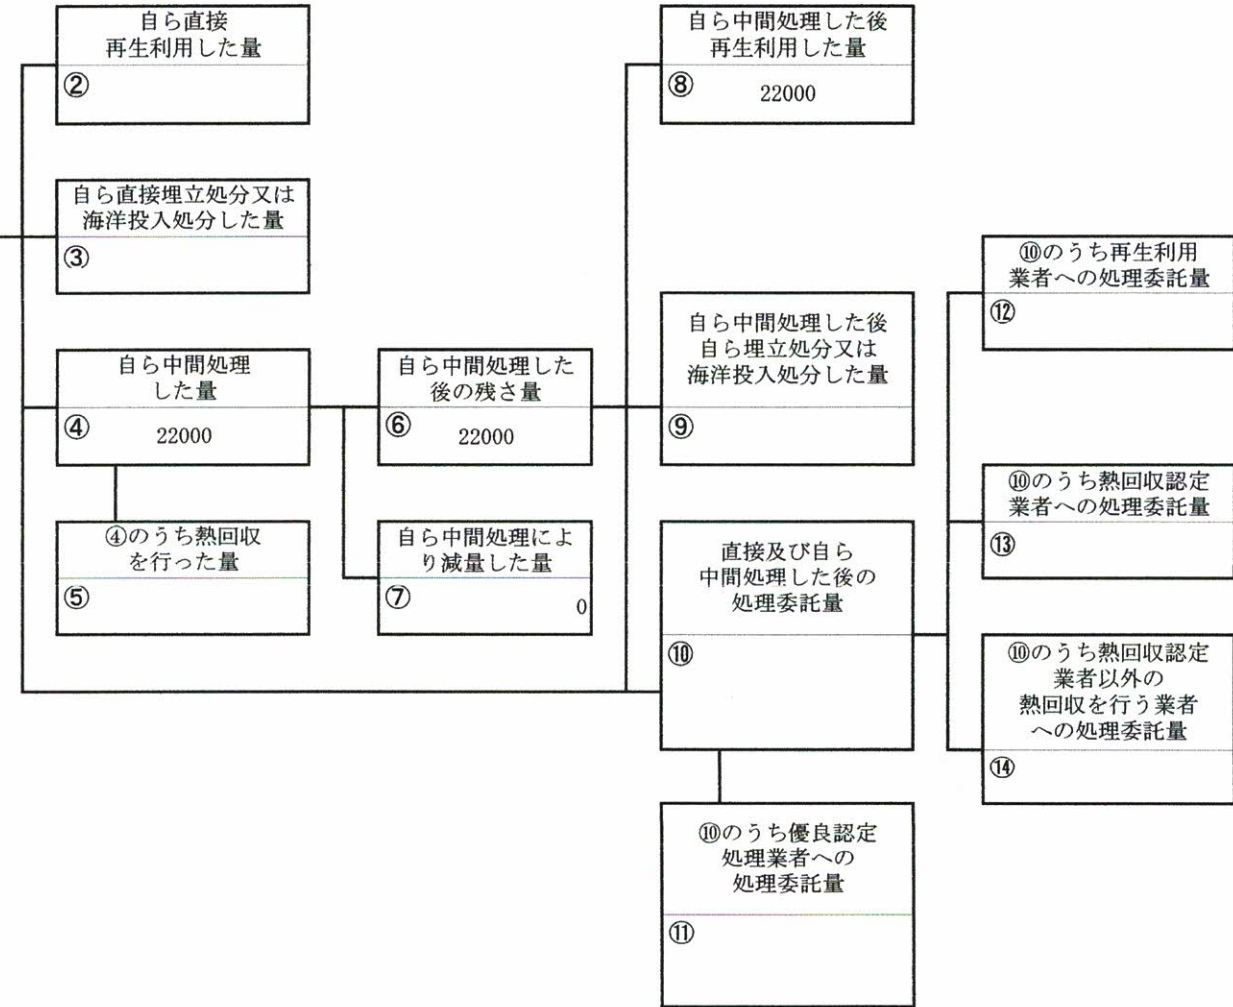 自ら直接
再生利用した量
②
自ら直接埋立処分又は
海洋投入処分した量
③
自ら中間処理
した量
④
22000
④のうち熱回収
を行った量
⑤
自ら中間処理した
後の残さ量
⑥
22000
自ら中間処理によ
り減量した量
⑦
0
自ら中間処理した後
再生利用した量
⑧
22000
自ら中間処理した後
自ら埋立処分又は
海洋投入処分した量
⑨
直接及び自ら
中間処理した後の
処理委託量
⑩
⑩のうち優良認定
処理業者への
処理委託量
⑪
⑩のうち再生利用
業者への処理委託量
⑫
⑩のうち熱回収認定
業者への処理委託量
⑬
⑩のうち熱回収認定
業者以外の
熱回収を行う業者
への処理委託量
⑭